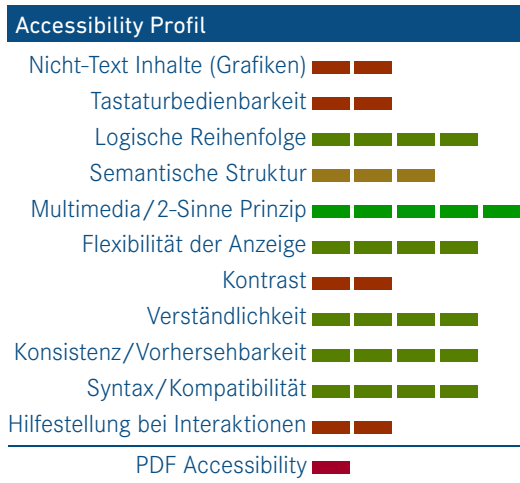 Accessibility Profil
Nicht-Text Inhalte (Grafiken)
Tastaturbedienbarkeit
Logische Reihenfolge
Semantische Struktur
Multimedia/2-Sinne Prinzip
Flexibilität der Anzeige
Kontrast
Verständlichkeit
Konsistenz/Vorhersehbarkeit
Syntax/Kompatibilität
Hilfestellung bei Interaktionen
PDF Accessibility